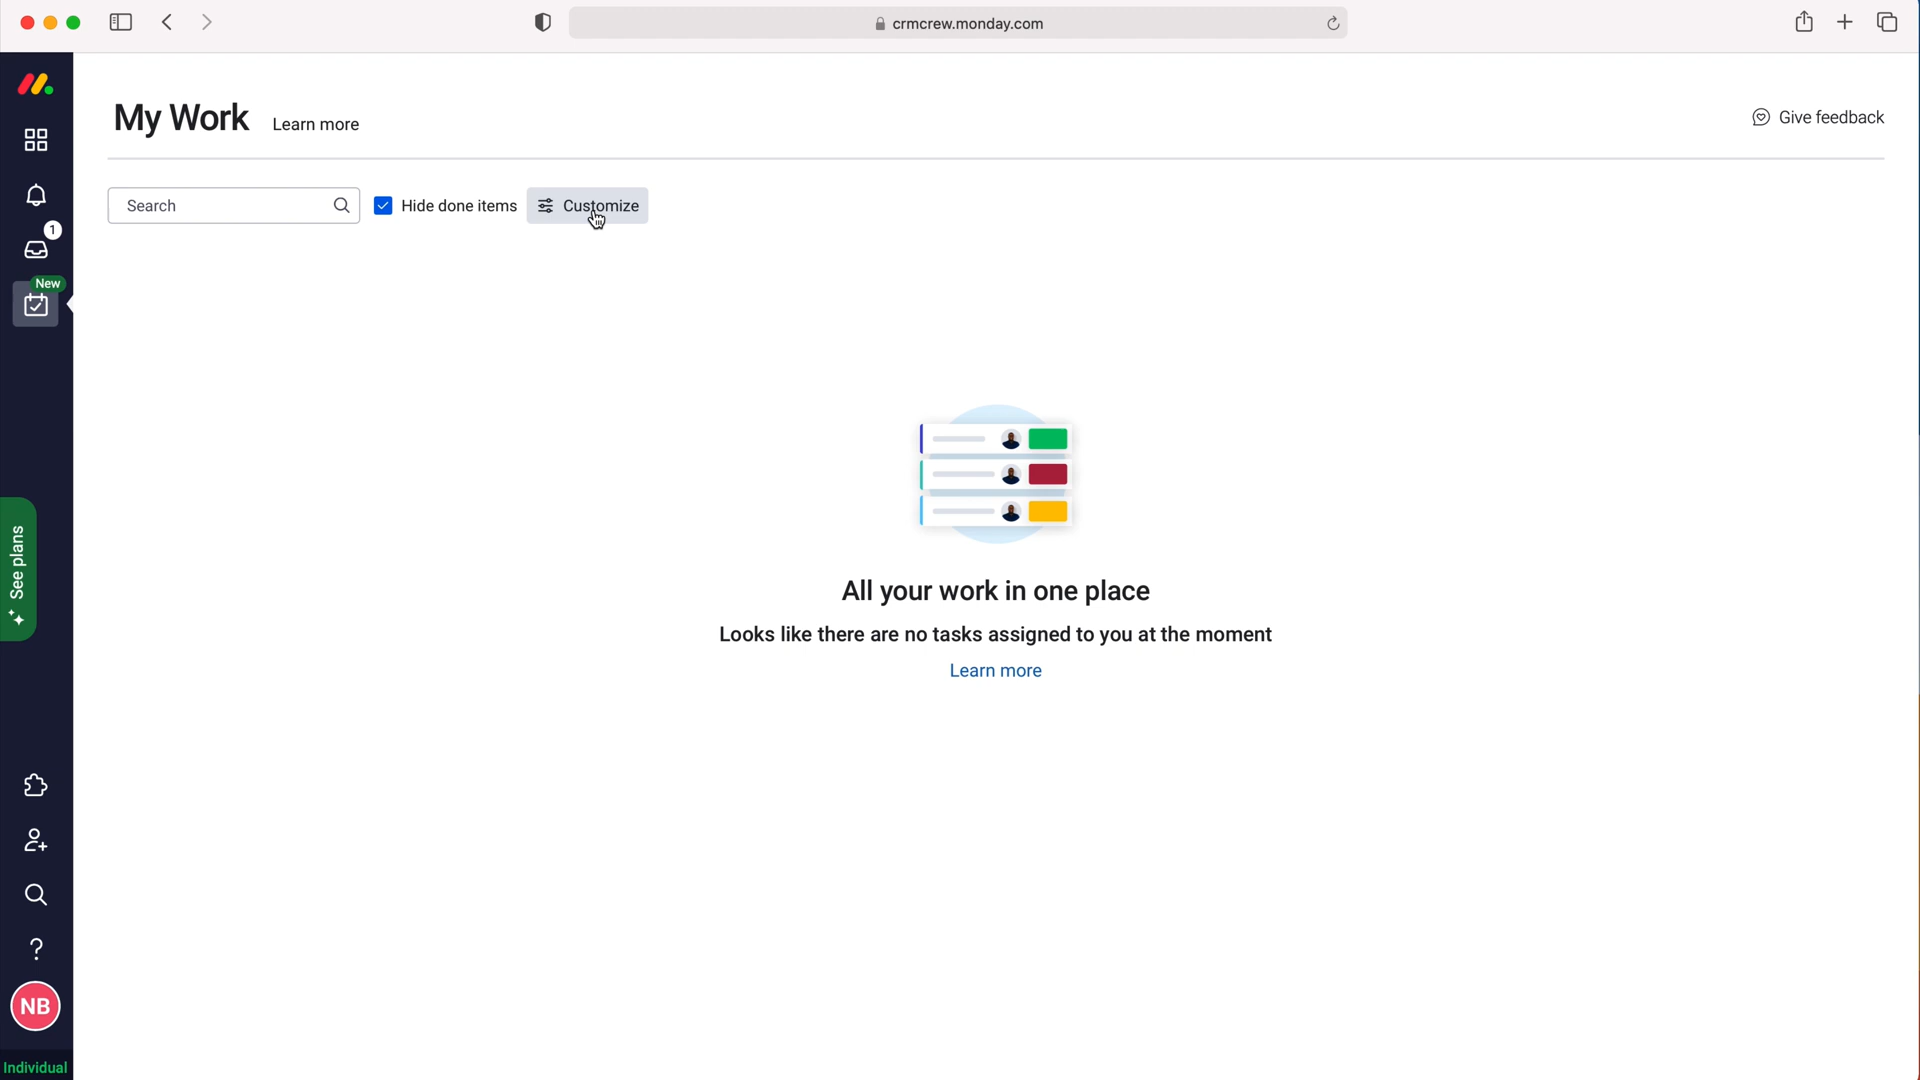 crmcrew.monday.com
My Work Learn more
Give feedback
Search
Hide done items
Customize
1
New
See plans
All your work in one place
Looks like there are no tasks assigned to you at the moment
Learn more
?
NB
Individual